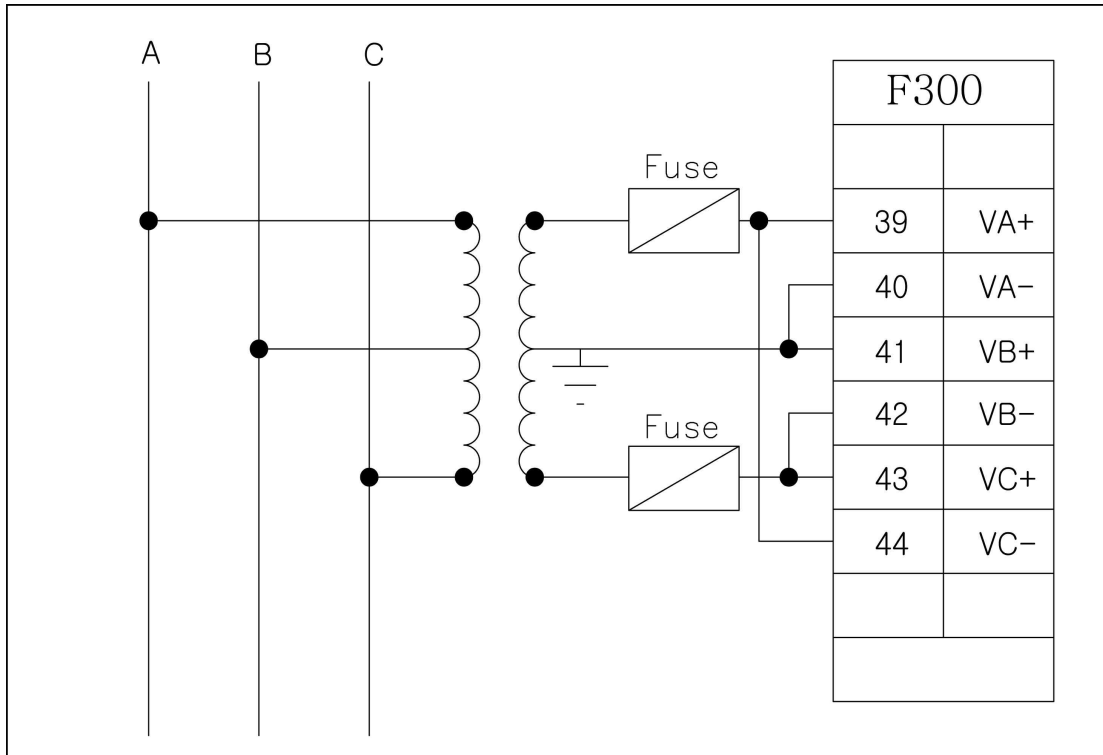 A B C
F300
Fuse
39 VA+
40 VA-
41 VB+
Fuse
42 VB-
43 VC+
44 VC-